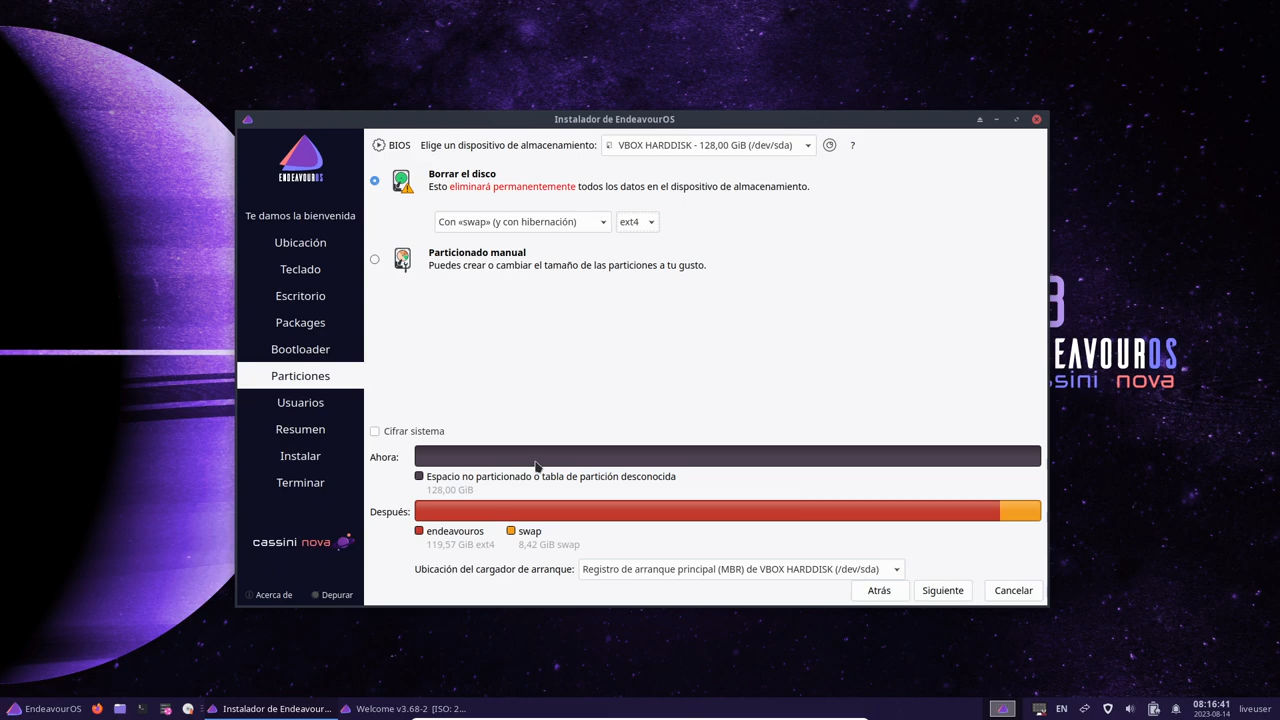 Instalador de EndeavourOS
ENDEAVOUROS
Te damos la bienvenida
Ubicación
Teclado
Escritorio
Packages
Bootloader
Particiones
Usuarios
Resumen
Instalar
Terminar
cassini nova
Acerca de
Depurar
BIOS
Elige un dispositivo de almacenamiento:
VBOX HARDDISK - 128,00 GiB (/dev/sda)
?
Borrar el disco
Esto eliminará permanentemente todos los datos en el dispositivo de almacenamiento.
Con «swap» (y con hibernación)
ext4
Particionado manual
Puedes crear o cambiar el tamaño de las particiones a tu gusto.
Cifrar sistema
Ahora:
Espacio no particionado o tabla de partición desconocida
128,00 GiB
Después:
endeavouros
119,57 GiB ext4
swap
8,42 GiB swap
Ubicación del cargador de arranque:
Registro de arranque principal (MBR) de VBOX HARDDISK (/dev/sda)
Atrás
Siguiente
Cancelar
EAVOUROS
ssini nova
EndeavourOS
Instalador de Endeavour...
Welcome v3.68-2 [ISO: 2...
EN
08:16:41
2023-08-14
liveuser